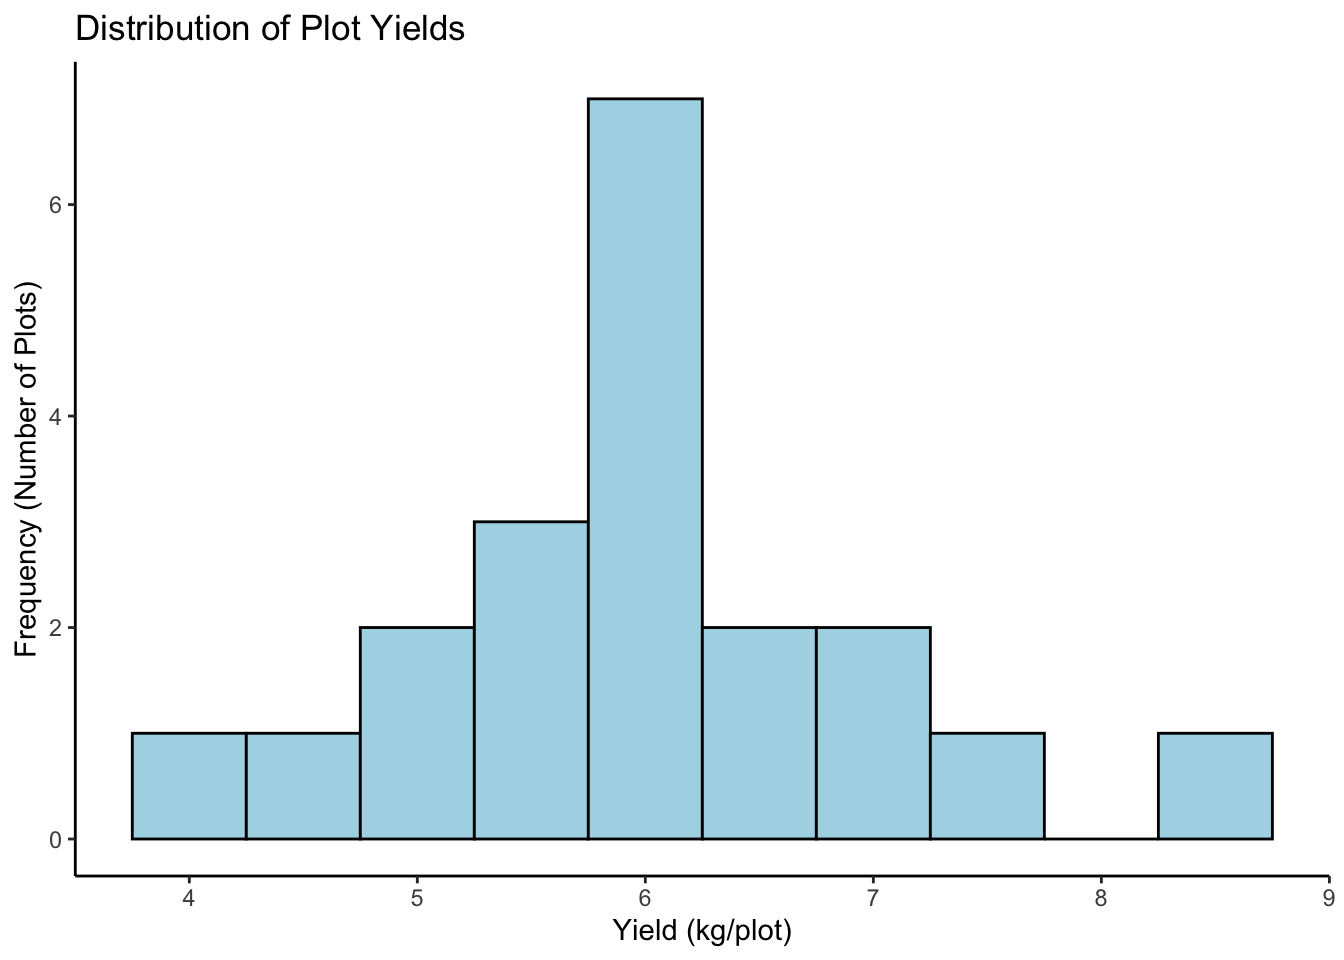 Distribution of Plot Yields
Frequency (Number of Plots)
6
4
2
0
4 5 6 7 8 9
Yield (kg/plot)